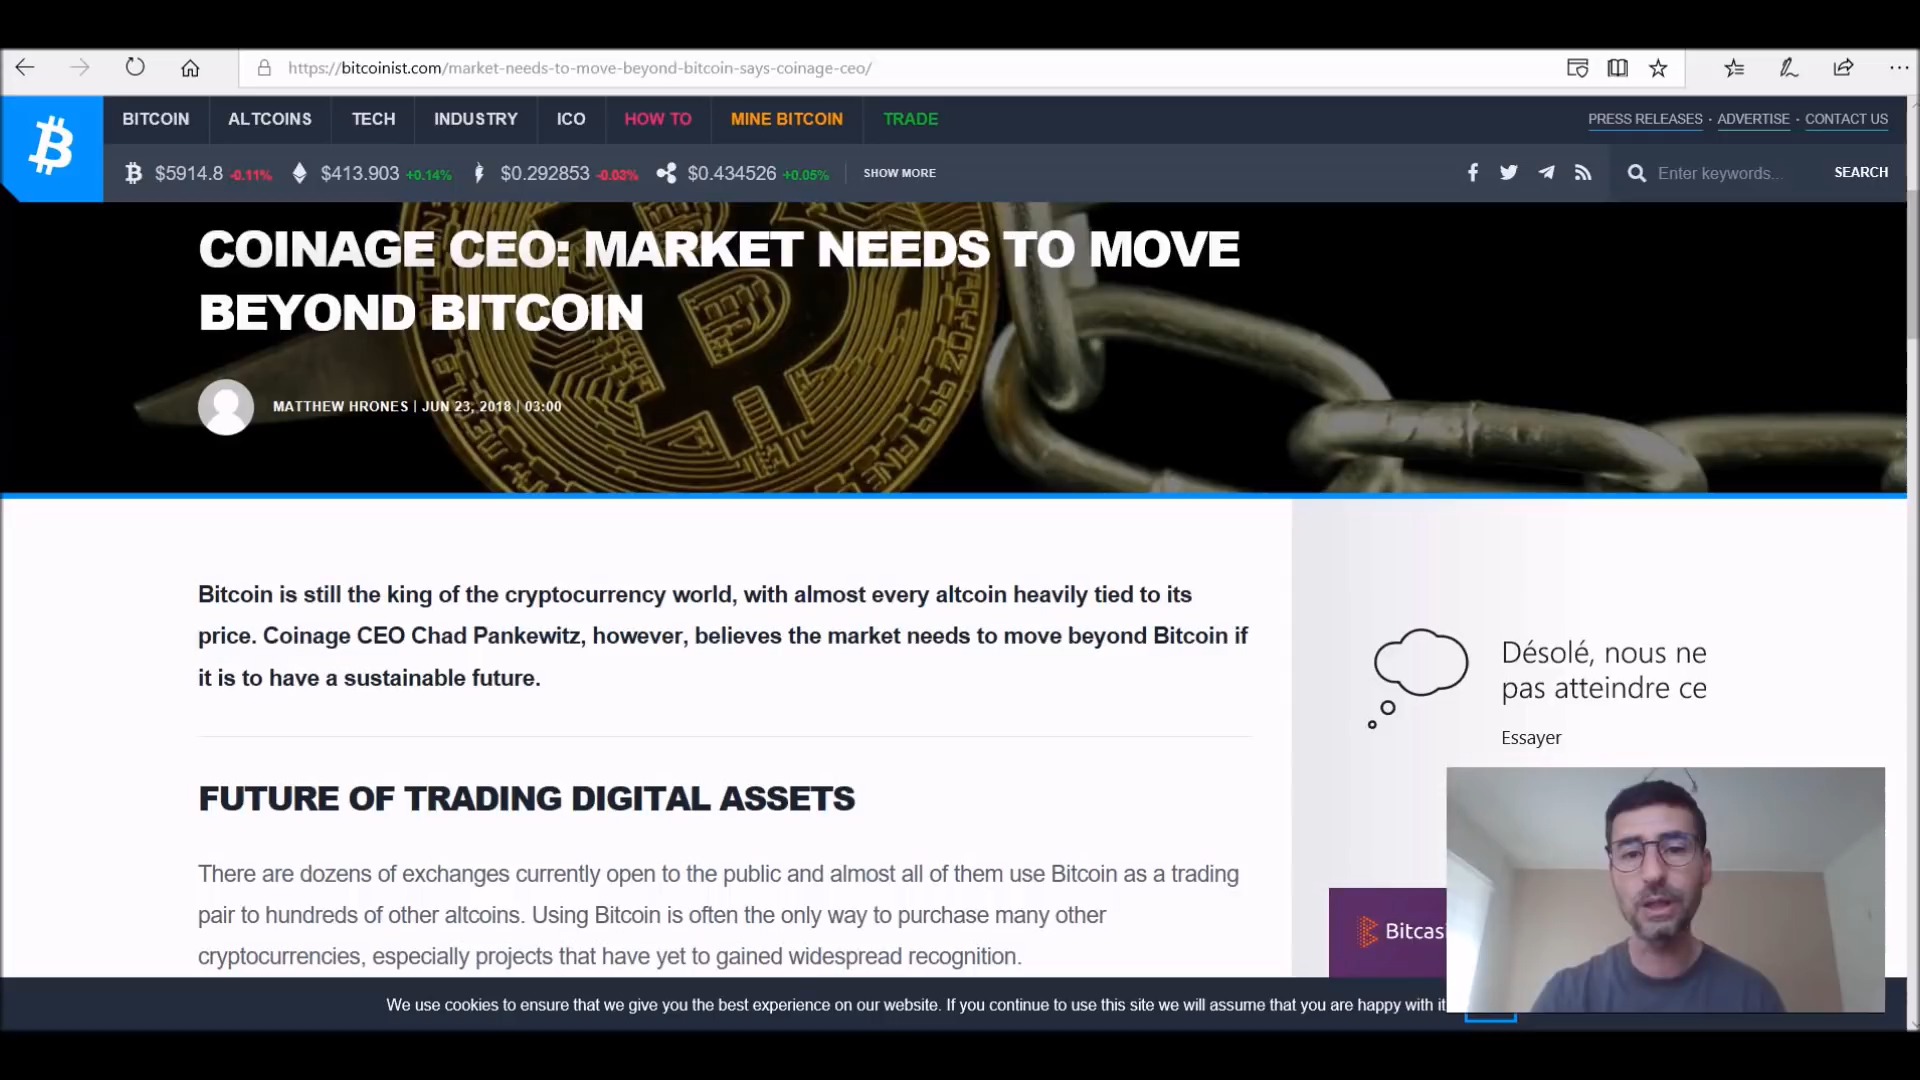 https://bitcoinist.com/market-needs-to-move-beyond-bitcoin-says-coinage-ceo/
BITCOIN ALTCOINS TECH INDUSTRY ICO HOW TO MINE BITCOIN TRADE PRESS RELEASES · ADVERTISE · CONTACT US
$5914.8 -0.11% $413.903 +0.14% $0.292853 -0.03% $0.434526 +0.05% SHOW MORE Enter keywords... SEARCH
COINAGE CEO: MARKET NEEDS TO MOVE
BEYOND BITCOIN
MATTHEW HRONES | JUN 23, 2018 | 03:00
Bitcoin is still the king of the cryptocurrency world, with almost every altcoin heavily tied to its
price. Coinage CEO Chad Pankewitz, however, believes the market needs to move beyond Bitcoin if
it is to have a sustainable future.
Désolé, nous ne
pas atteindre ce
Essayer
FUTURE OF TRADING DIGITAL ASSETS
There are dozens of exchanges currently open to the public and almost all of them use Bitcoin as a trading
pair to hundreds of other altcoins. Using Bitcoin is often the only way to purchase many other
cryptocurrencies, especially projects that have yet to gained widespread recognition.
Bitcas
We use cookies to ensure that we give you the best experience on our website. If you continue to use this site we will assume that you are happy with it